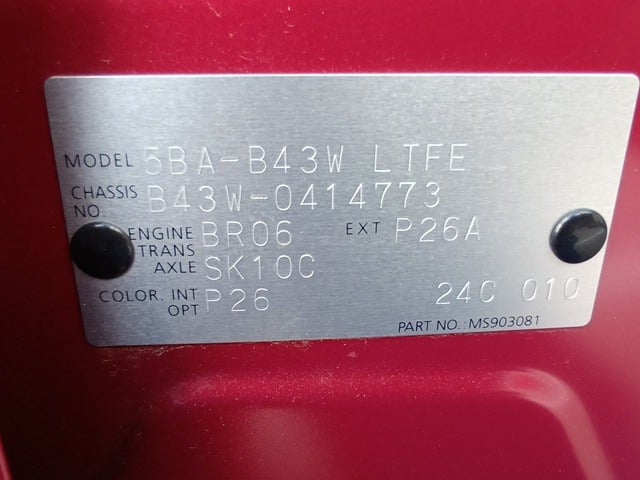 MODEL 5BA-B43W LTFE
CHASSIS NO. B43W-0414773
ENGINE BR06 EXT P26A
TRANS AXLE SK10C
COLOR. INT OPT P26 24C 010
PART NO.: MS903081